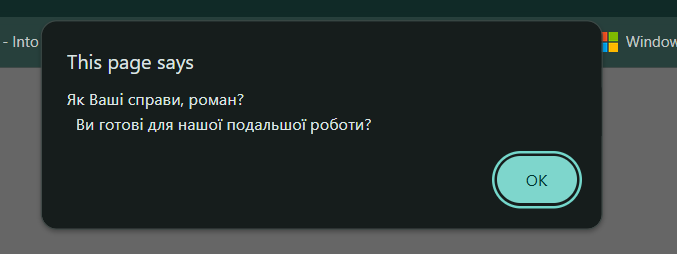 - Into
Window
This page says
Як Ваші справи, роман?
Ви готові для нашої подальшої роботи?
OK